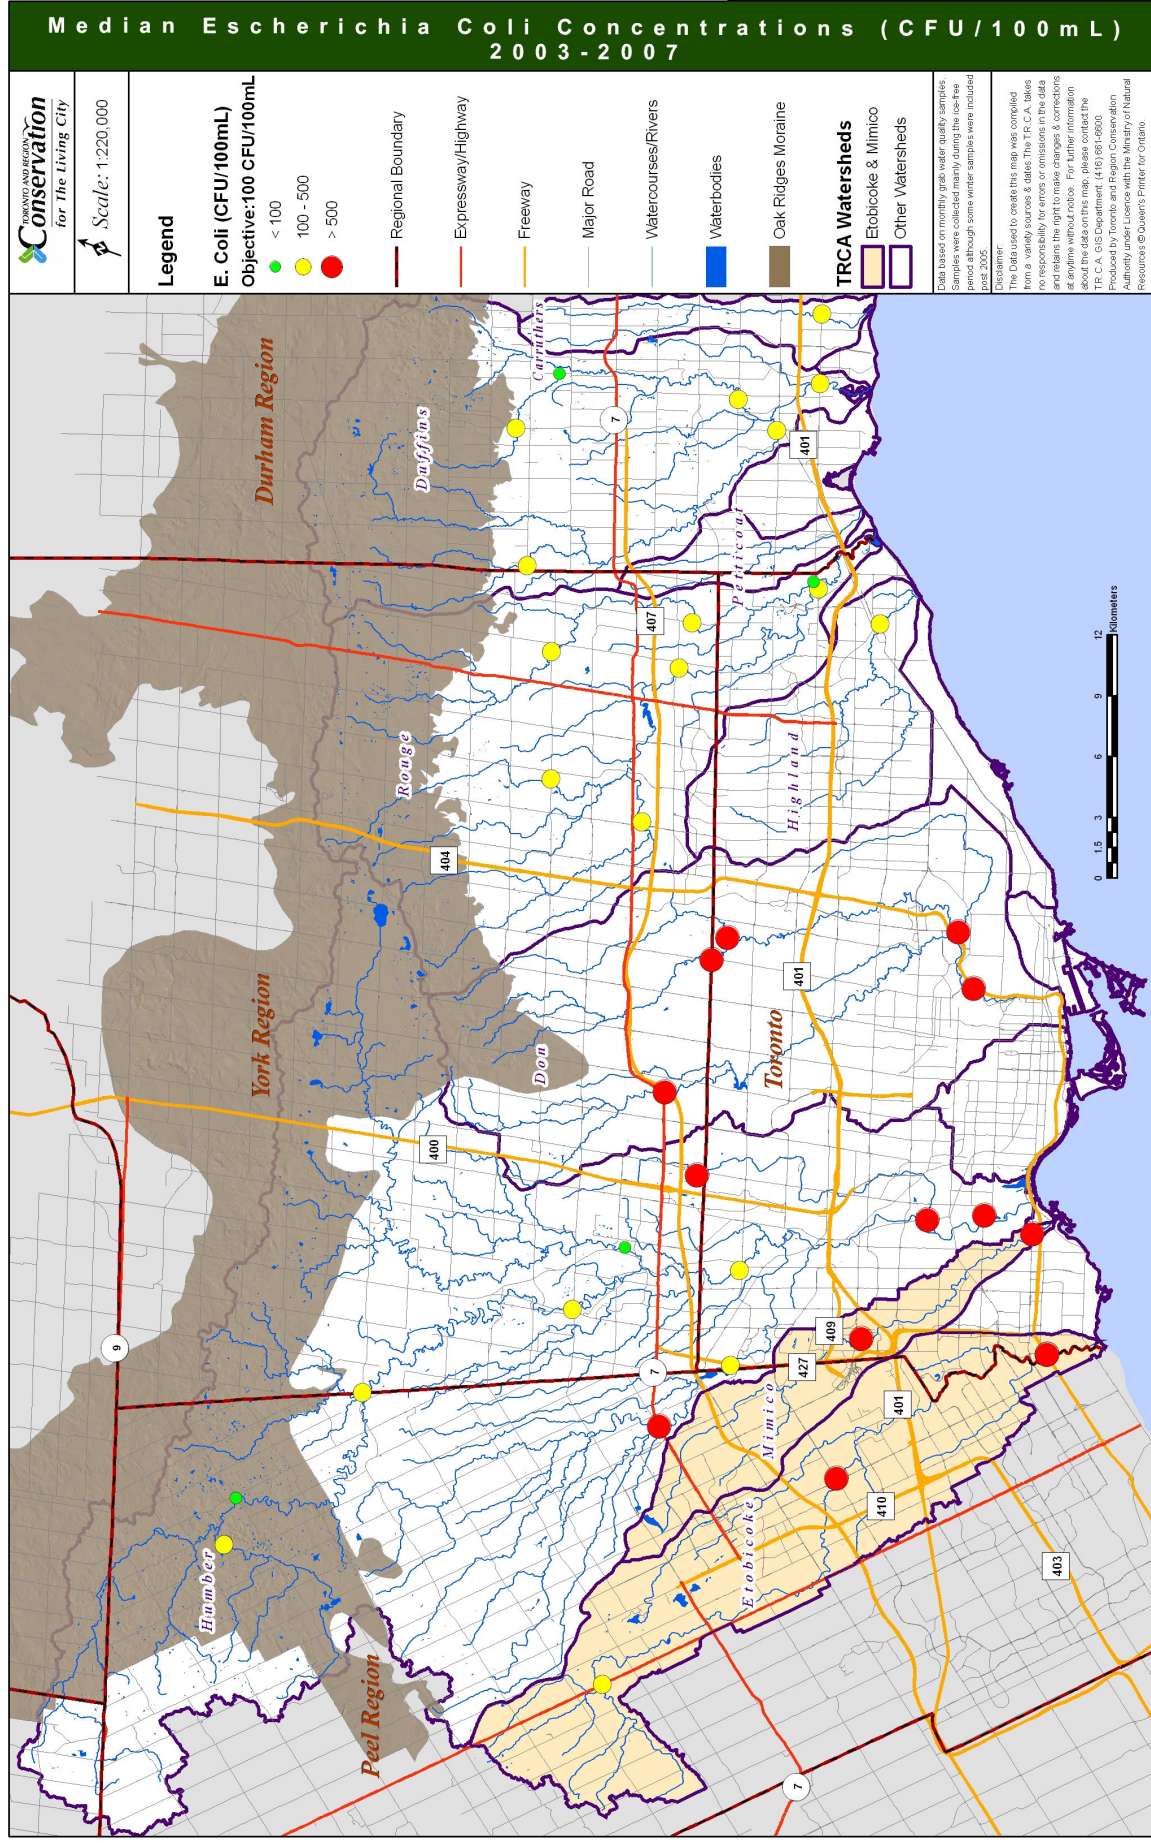 Median Escherichia Coli Concentrations (CFU/100mL)
2003-2007
TORONTO AND REGION
Conservation
for The Living City
Scale: 1:220,000
Legend
E. Coli (CFU/100mL)
Objective:100 CFU/100mL
< 100
100 - 500
> 500
Regional Boundary
Expressway/Highway
Freeway
Major Road
Watercourses/Rivers
Waterbodies
Oak Ridges Moraine
TRCA Watersheds
Etobicoke & Mimico
Other Watersheds
Data based on monthly grab water quality samples.
Samples were collected mainly during the ice-free
period although some winter samples were included
post 2005.
Disclaimer:
The Data used to create this map was compiled
from a variety sources & dates. The T.R.C.A. takes
no responsibility for errors or omissions in the data
and retains the right to make changes & corrections
at anytime without notice. For further information
about the data on this map, please contact the
T.R.C.A. GIS Department. (416) 661-6600
Produced by Toronto and Region Conservation
Authority under Licence with the Ministry of Natural
Resources © Queen's Printer for Ontario.
Durham Region
York Region
Peel Region
Toronto
Humber
Don
Rouge
Duffins
Carruthers
Petticoat
Highland
Mimico
Etobicoke
9
400
404
7
407
401
7
401
427
409
401
410
403
7
0 1.5 3 6 9 12
Kilometers